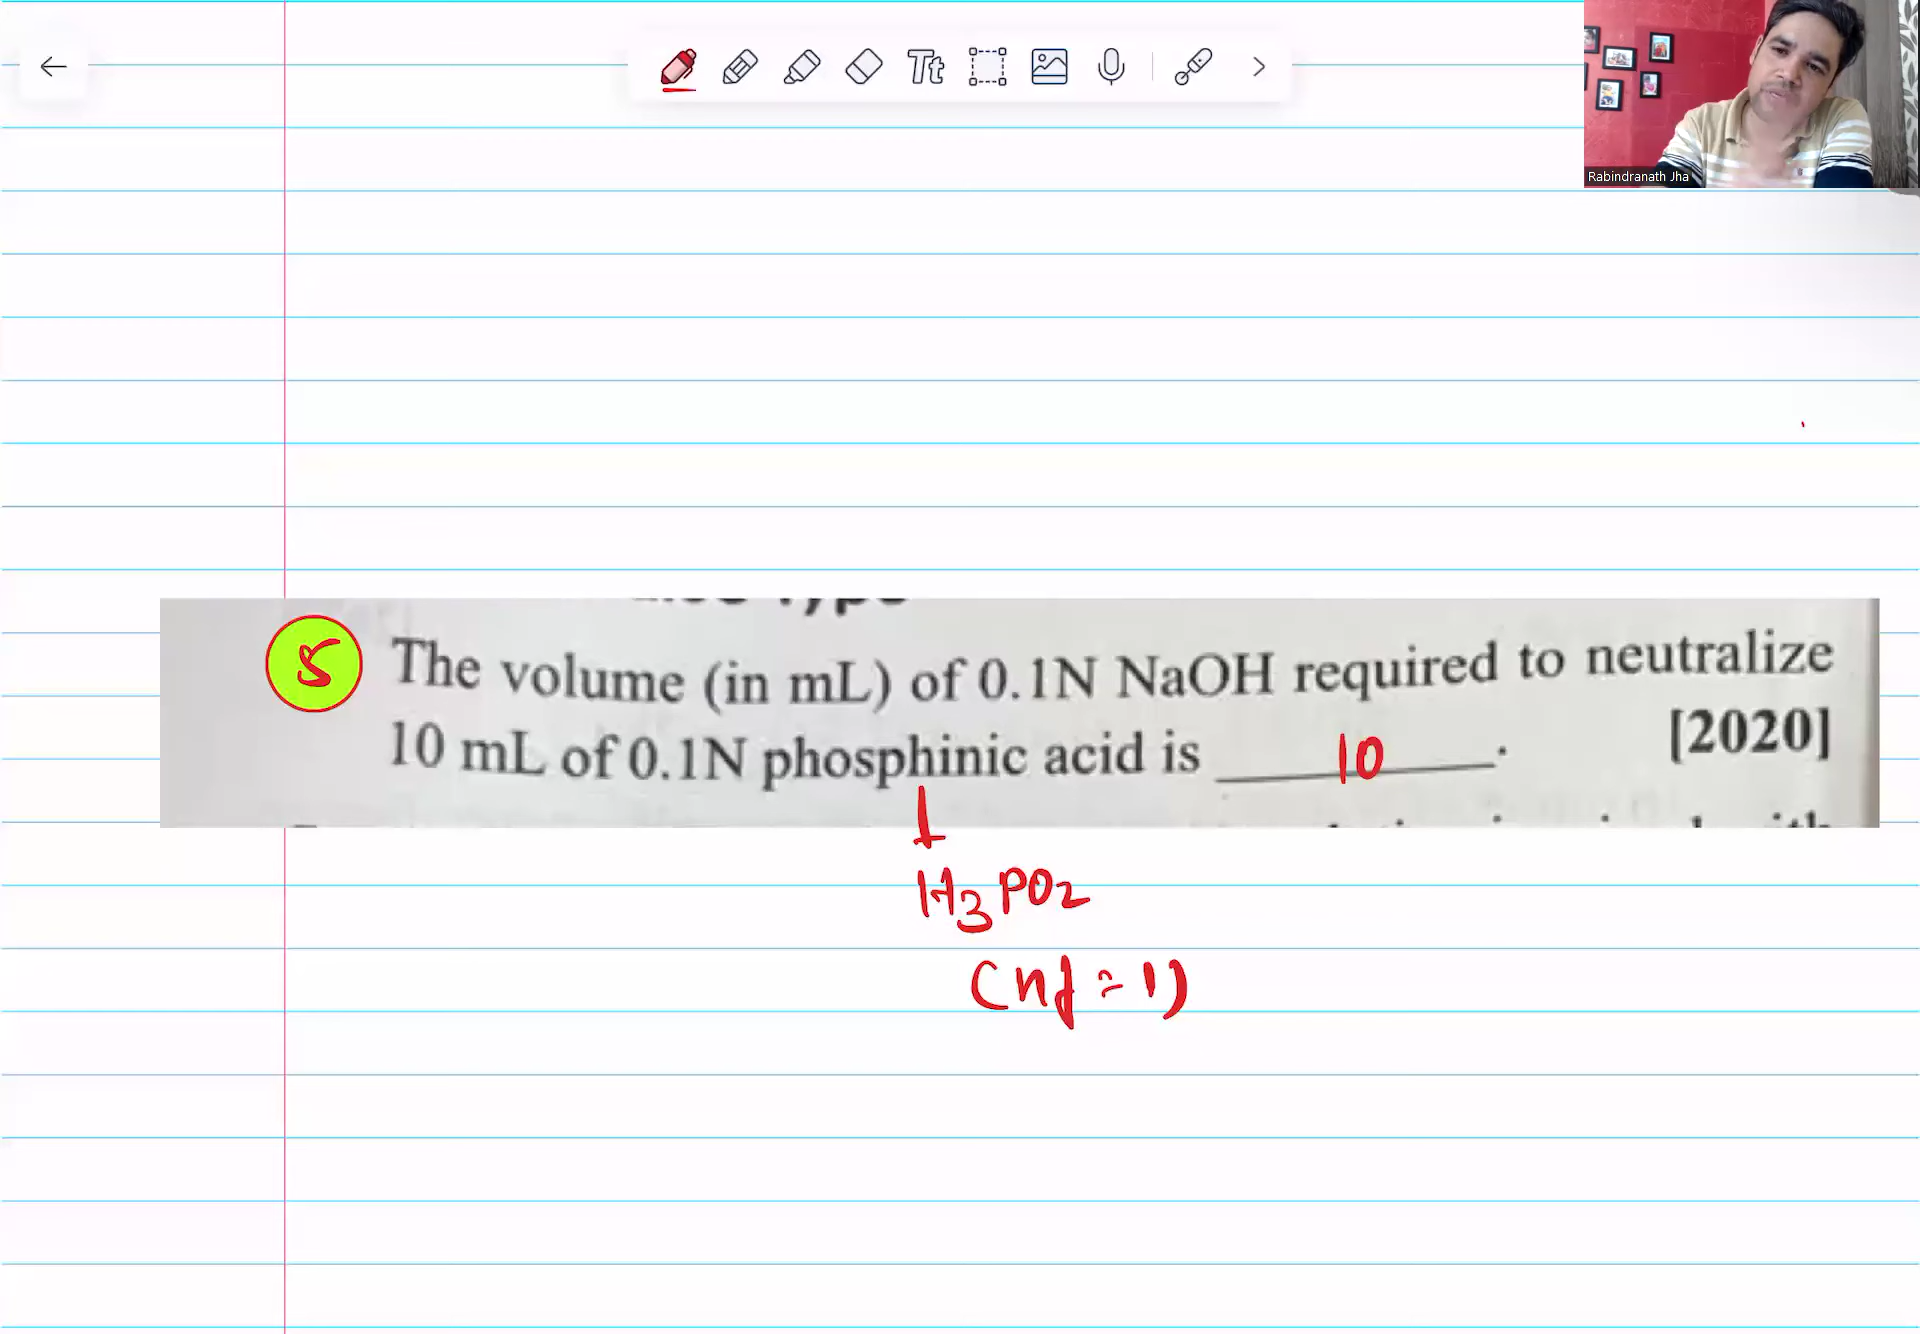 Tt
Rabindranath Jha
5
The volume (in mL) of 0.1N NaOH required to neutralize
10 mL of 0.1N phosphinic acid is 10. [2020]
H3PO2
(nf = 1)